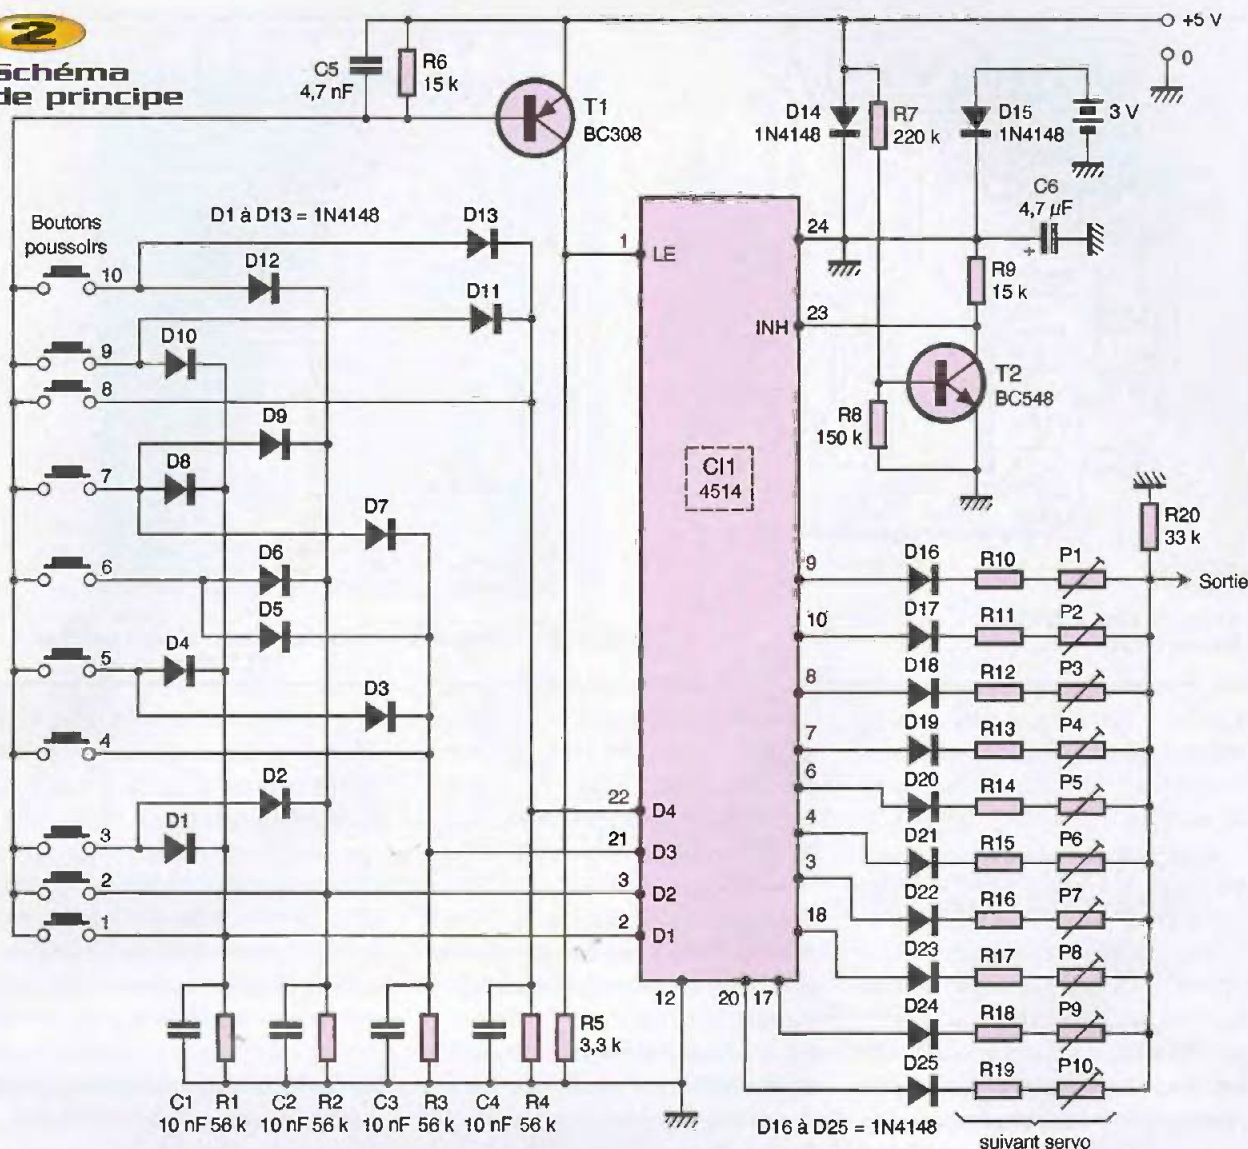 2
Schéma
de principe
C5
4,7 nF
R6
15 k
T1
BC308
+5 V
0
D14
1N4148
R7
220 k
D15
1N4148
3 V
C6
4,7 µF
+
Boutons
poussoirs
D1 à D13 = 1N4148
10
D12
D13
D11
9
D10
8
D9
7
D8
D7
6
D6
D5
5
D4
D3
4
D2
3
D1
2
1
1
LE
24
INH
23
R9
15 k
T2
BC548
R8
150 k
CI1
4514
22
D4
21
D3
3
D2
2
D1
12
20
17
R20
33 k
Sortie
9
D16
R10
P1
10
D17
R11
P2
8
D18
R12
P3
7
D19
R13
P4
6
D20
R14
P5
4
D21
R15
P6
3
D22
R16
P7
18
D23
R17
P8
D24
R18
P9
D25
R19
P10
C1
10 nF
R1
56 k
C2
10 nF
R2
56 k
C3
10 nF
R3
56 k
C4
10 nF
R4
56 k
R5
3,3 k
D16 à D25 = 1N4148
suivant servo